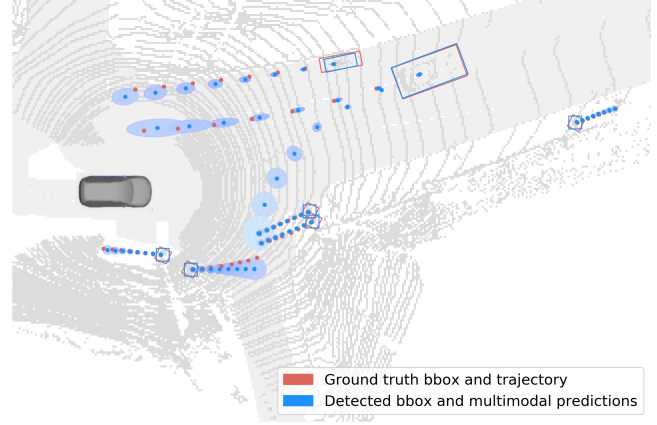 Ground truth bbox and trajectory
Detected bbox and multimodal predictions